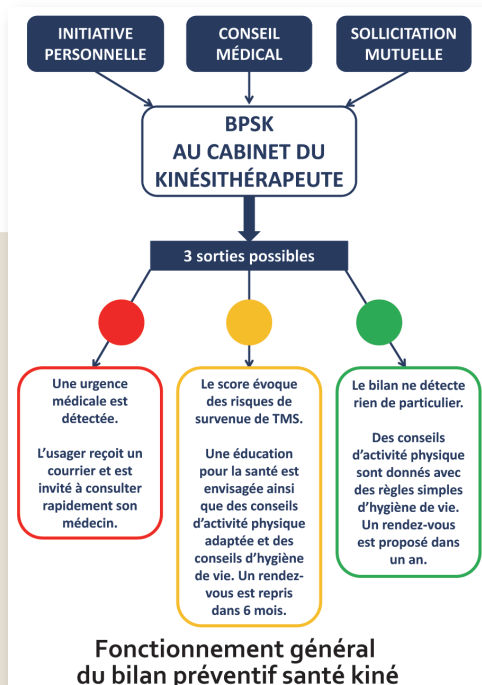 INITIATIVE
PERSONNELLE
CONSEIL
MÉDICAL
SOLLICITATION
MUTUELLE
BPSK
AU CABINET DU
KINÉSITHÉRAPEUTE
3 sorties possibles
Une urgence
médicale est
détectée.
L'usager reçoit un
courrier et est
invité à consulter
rapidement son
médecin.
Le score évoque
des risques de
survenue de TMS.
Une éducation
pour la santé est
envisagée ainsi
que des conseils
d'activité physique
adaptée et des
conseils d'hygiène
de vie. Un rendez-
vous est repris
dans 6 mois.
Le bilan ne détecte
rien de particulier.
Des conseils
d'activité physique
sont donnés avec
des règles simples
d'hygiène de vie.
Un rendez-vous
est proposé dans
un an.
Fonctionnement général
du bilan préventif santé kiné